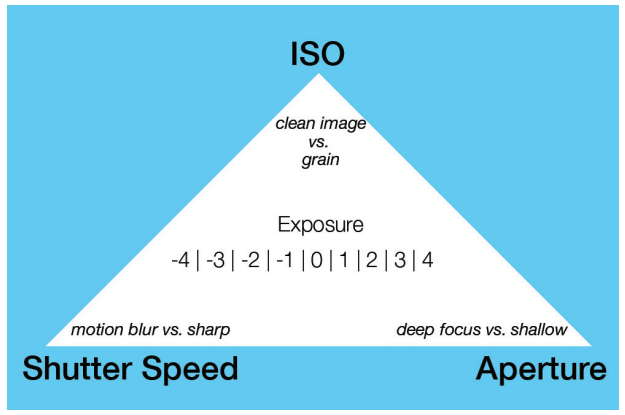 ISO
clean image
vs.
grain
Exposure
-4 | -3 | -2 | -1 | 0 | 1 | 2 | 3 | 4
motion blur vs. sharp
deep focus vs. shallow
Shutter Speed
Aperture